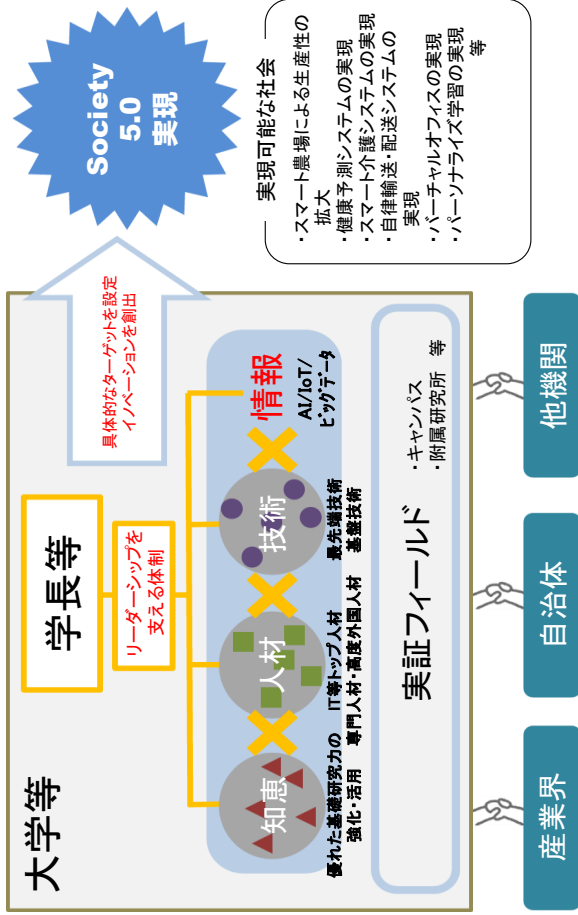 大学等
学長等
リーダーシップを
支える体制
具体的なターゲットを設定
イノベーションを創出
Society
5.0
実現
知恵
人材
技術
情報
優れた基礎研究力の
強化・活用
IT等トップ人材
専門人材・高度外国人材
最先端技術
基盤技術
AI/IoT/
ビッグデータ
実証フィールド
・キャンパス
・附属研究所 等
産業界
自治体
他機関
実現可能な社会
・スマート農場による生産性の
拡大
・健康予測システムの実現
・スマート介護システムの実現
・自律輸送・配送システムの
実現
・バーチャルオフィスの実現
・パーソナライズ学習の実現
等